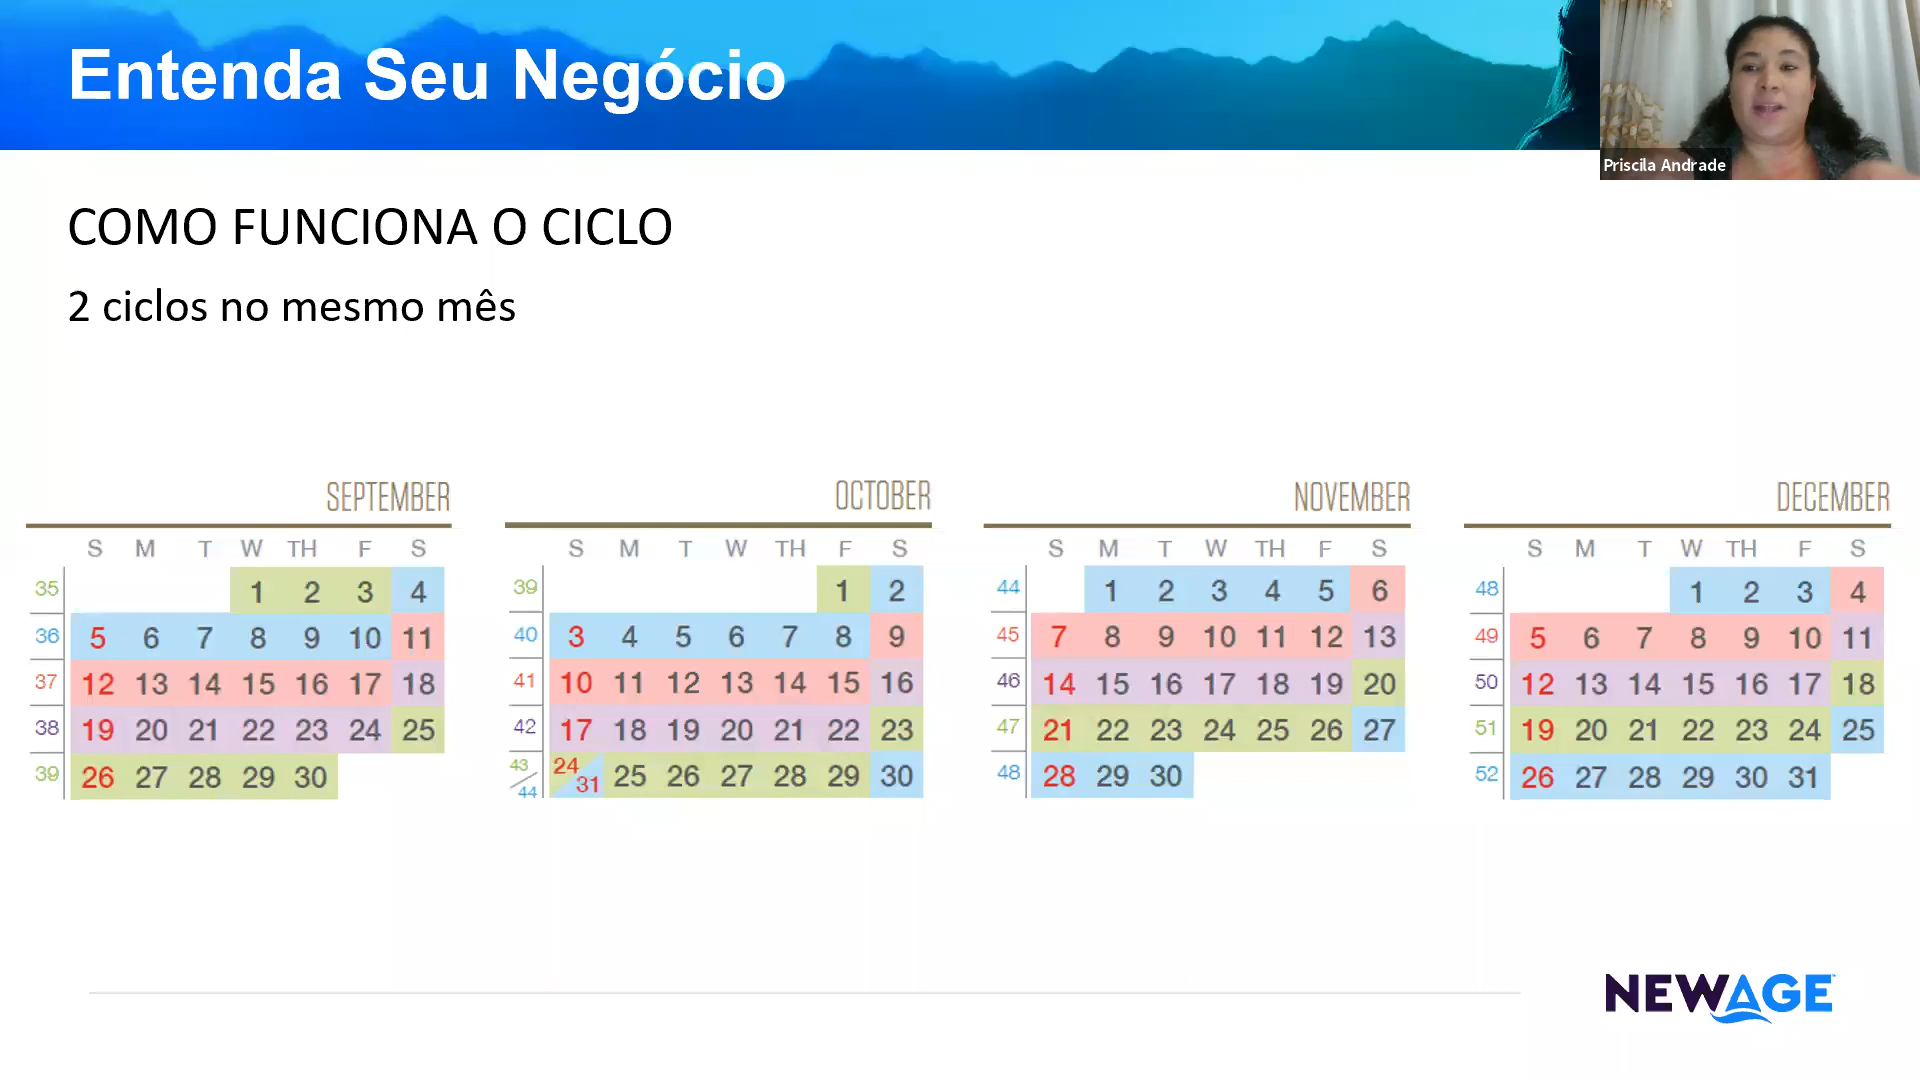 Entenda Seu Negócio
Priscila Andrade
COMO FUNCIONA O CICLO
2 ciclos no mesmo mês
SEPTEMBER
S M T W TH F S
35 1 2 3 4
36 5 6 7 8 9 10 11
37 12 13 14 15 16 17 18
38 19 20 21 22 23 24 25
39 26 27 28 29 30
OCTOBER
S M T W TH F S
39 1 2
40 3 4 5 6 7 8 9
41 10 11 12 13 14 15 16
42 17 18 19 20 21 22 23
43/44 24 31 25 26 27 28 29 30
NOVEMBER
S M T W TH F S
44 1 2 3 4 5 6
45 7 8 9 10 11 12 13
46 14 15 16 17 18 19 20
47 21 22 23 24 25 26 27
48 28 29 30
DECEMBER
S M T W TH F S
48 1 2 3 4
49 5 6 7 8 9 10 11
50 12 13 14 15 16 17 18
51 19 20 21 22 23 24 25
52 26 27 28 29 30 31
NEWAGE